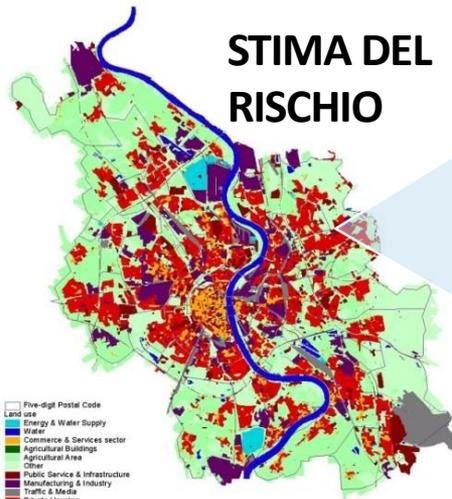 STIMA DEL
RISCHIO
Five-digit Postal Code
Land use
Energy & Water Supply
Water
Commerce & Services sector
Agricultural Buildings
Agricultural Area
Other
Public Service & Infrastructure
Manufacturing & Industry
Traffic & Media